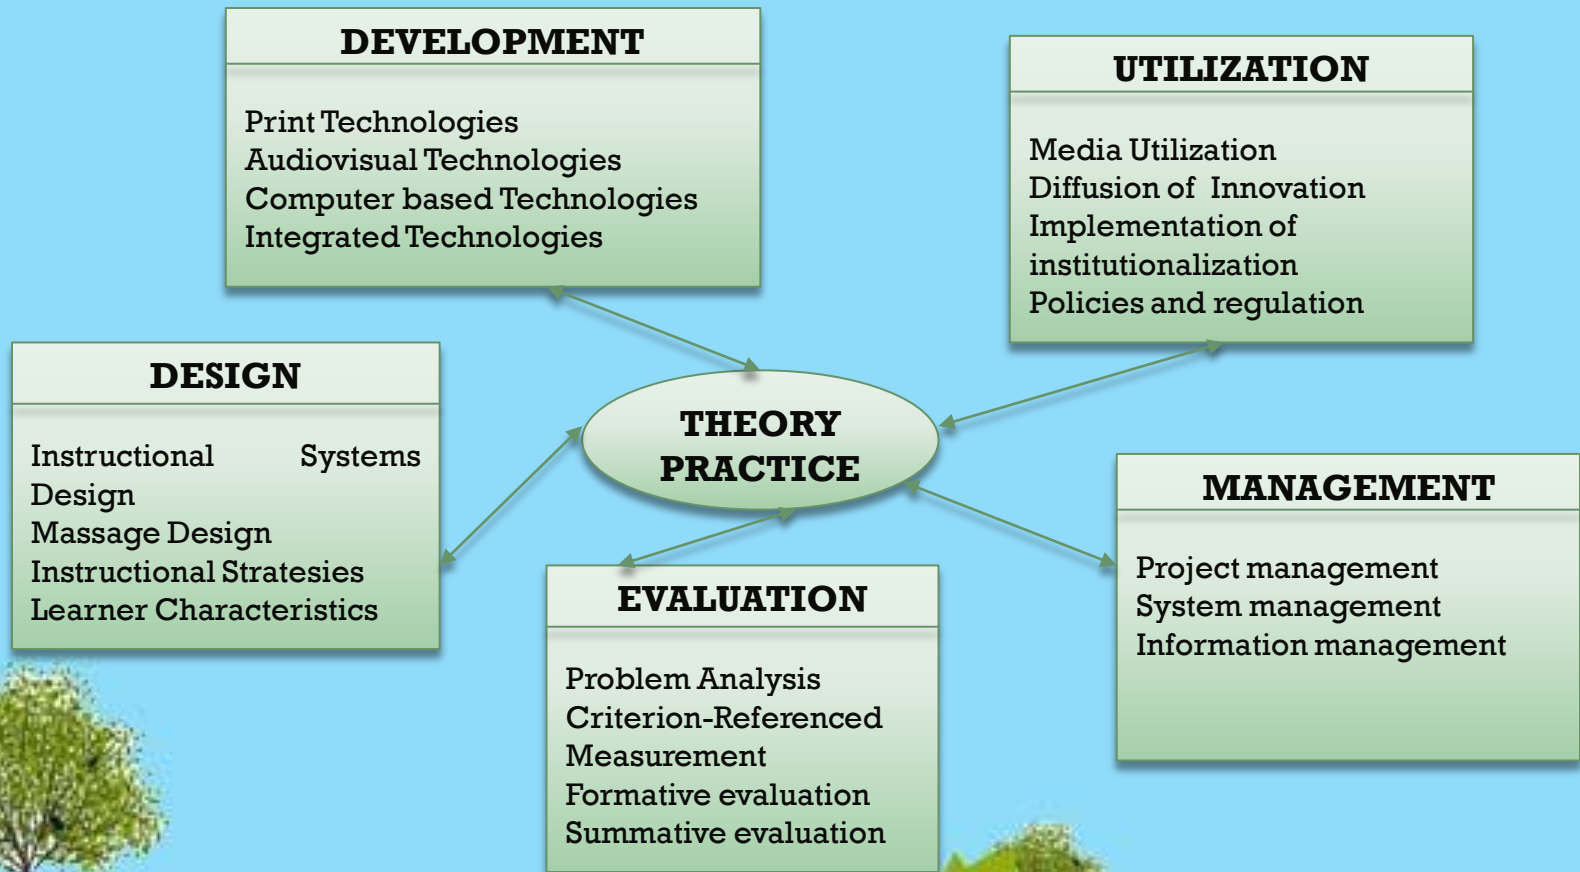 DEVELOPMENT
Print Technologies
Audiovisual Technologies
Computer based Technologies
Integrated Technologies
UTILIZATION
Media Utilization
Diffusion of Innovation
Implementation of
institutionalization
Policies and regulation
DESIGN
Instructional Systems
Design
Massage Design
Instructional Stratesies
Learner Characteristics
THEORY
PRACTICE
MANAGEMENT
Project management
System management
Information management
EVALUATION
Problem Analysis
Criterion-Referenced
Measurement
Formative evaluation
Summative evaluation